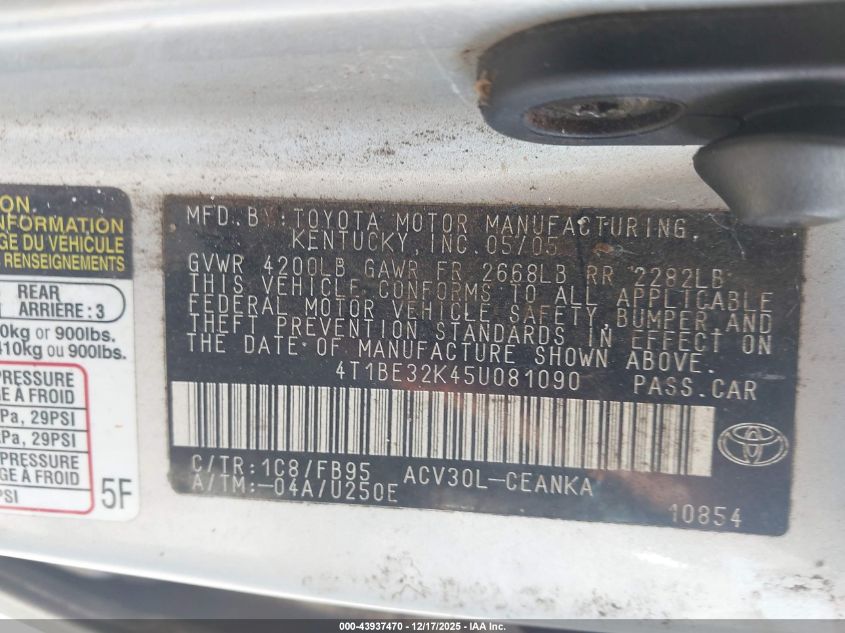 ON
NFORMATION
GE DU VÉHICULE
RENSEIGNEMENTS
REAR
ARRIERE : 3
0kg or 900lbs.
410kg ou 900lbs.
PRESSURE
E À FROID
Pa, 29PSI
Pa, 29PSI
PRESSURE
E À FROID
PSI
5F
MFD. BY: TOYOTA MOTOR MANUFACTURING,
KENTUCKY, INC. 05/05
GVWR 4200LB GAWR FR 2668LB RR 2282LB
THIS VEHICLE CONFORMS TO ALL APPLICABLE
FEDERAL MOTOR VEHICLE SAFETY, BUMPER, AND
THEFT PREVENTION STANDARDS IN EFFECT ON
THE DATE OF MANUFACTURE SHOWN ABOVE.
4T1BE32K45U081090 PASS.CAR
C/TR: 1C8/FB95 ACV30L-CEANKA
A/TM:-04A/U250E
10854
000-43937470 - 12/17/2025 - IAA Inc.